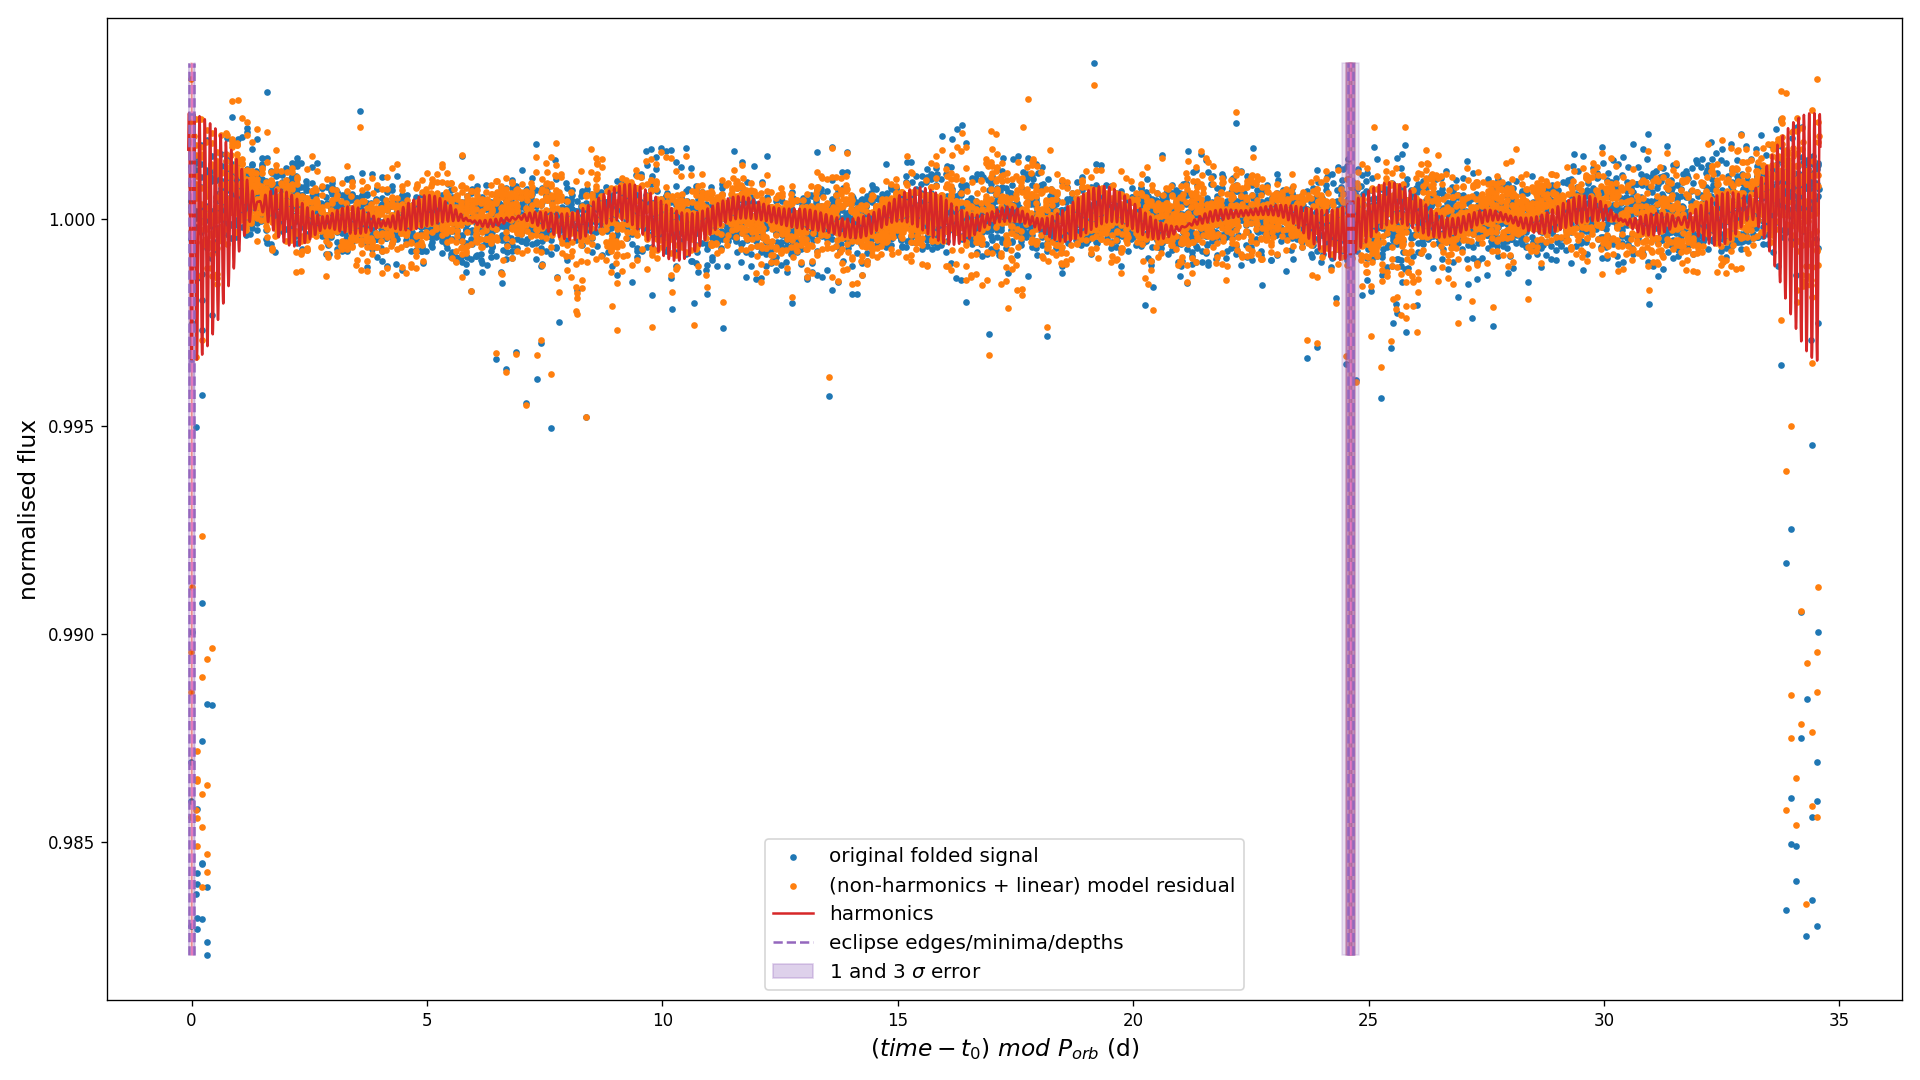 normalised flux
1.000
0.995
0.990
0.985
original folded signal
(non-harmonics + linear) model residual
harmonics
eclipse edges/minima/depths
1 and 3 σ error
0 5 10 15 20 25 30 35
(time − t₀) mod P_orb (d)